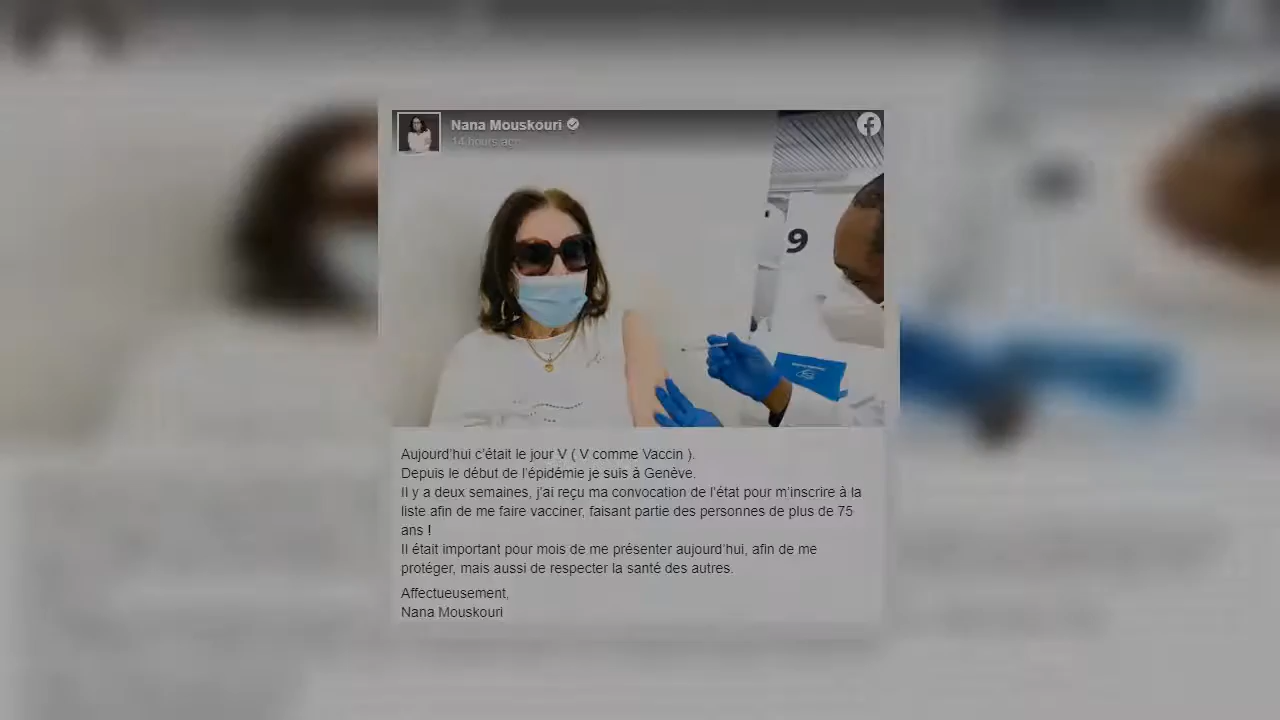 Nana Mouskouri
14 hours ago
9
Aujourd'hui c'était le jour V ( V comme Vaccin ).
Depuis le début de l'épidémie je suis à Genève.
Il y a deux semaines, j'ai reçu ma convocation de l'état pour m'inscrire à la
liste afin de me faire vacciner, faisant partie des personnes de plus de 75
ans !
Il était important pour mois de me présenter aujourd'hui, afin de me
protéger, mais aussi de respecter la santé des autres.
Affectueusement,
Nana Mouskouri